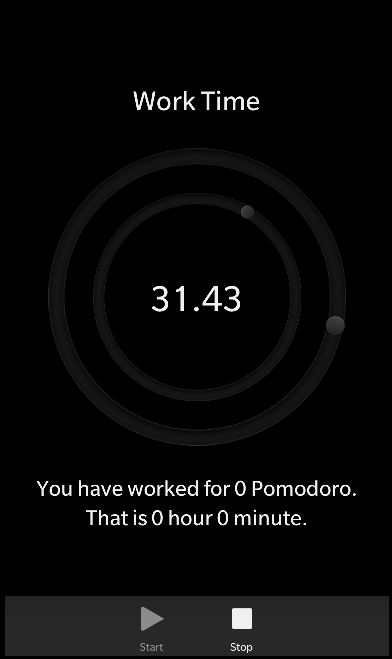 Work Time
31.43
You have worked for 0 Pomodoro.
That is 0 hour 0 minute.
Start
Stop